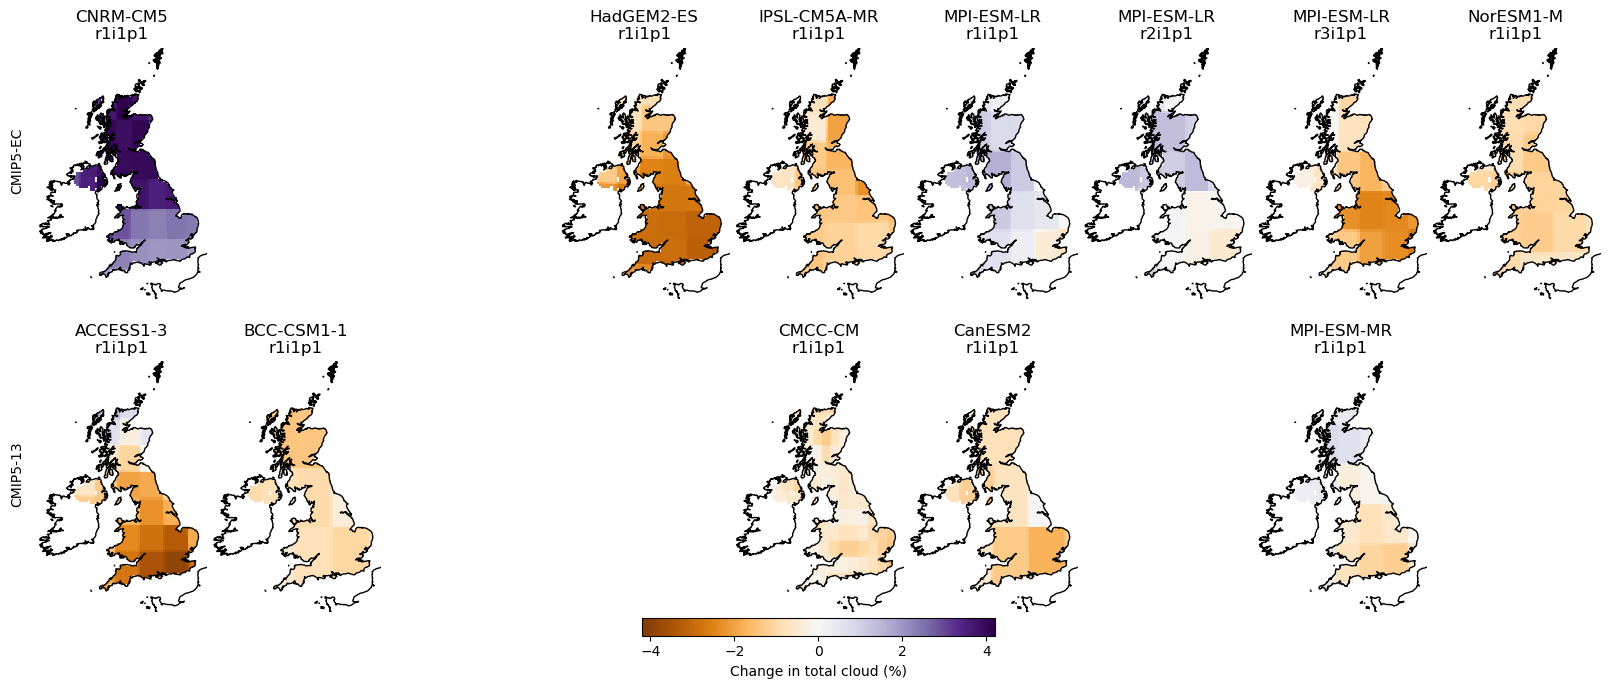 CNRM-CM5
r1i1p1
HadGEM2-ES
r1i1p1
IPSL-CM5A-MR
r1i1p1
MPI-ESM-LR
r1i1p1
MPI-ESM-LR
r2i1p1
MPI-ESM-LR
r3i1p1
NorESM1-M
r1i1p1
CMIP5-EC
ACCESS1-3
r1i1p1
BCC-CSM1-1
r1i1p1
CMCC-CM
r1i1p1
CanESM2
r1i1p1
MPI-ESM-MR
r1i1p1
CMIP5-13
−4 −2 0 2 4
Change in total cloud (%)